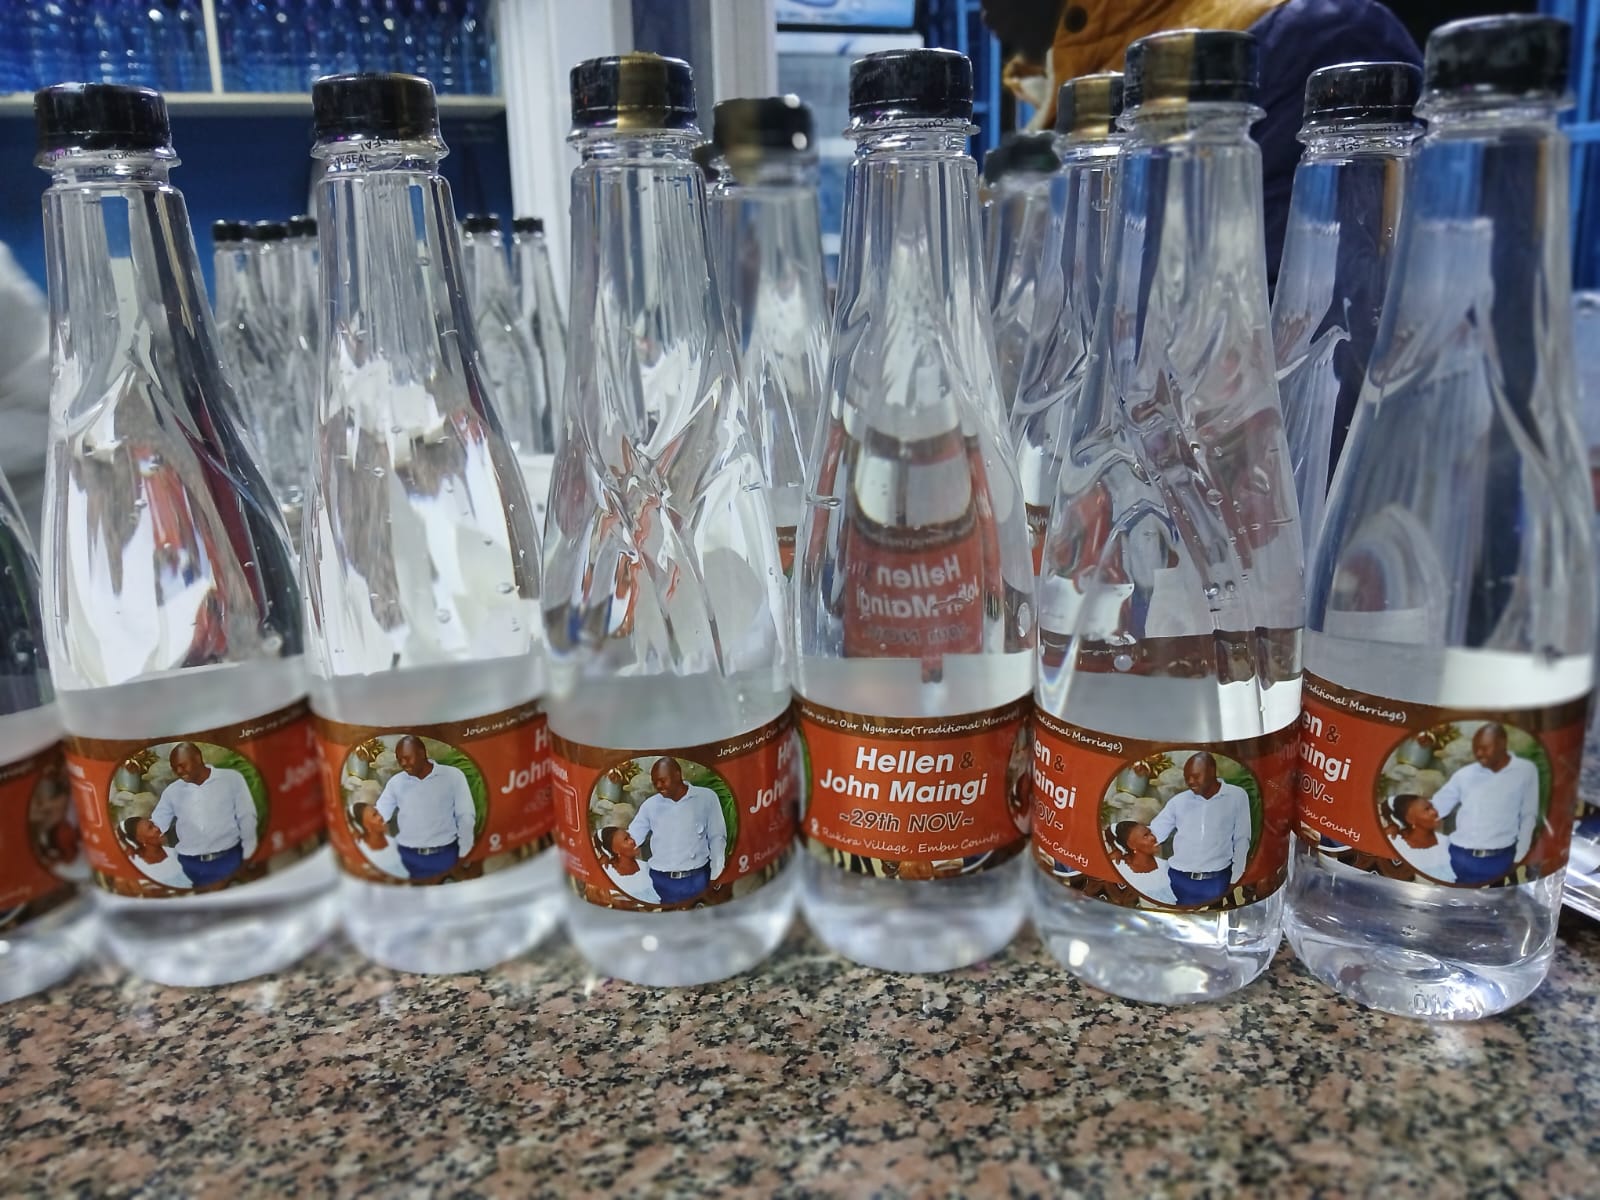 Join us in Our Ngurario(Traditional Marriage)
Hellen &
John Maingi
~29th NOV~
Rukira Village, Embu County